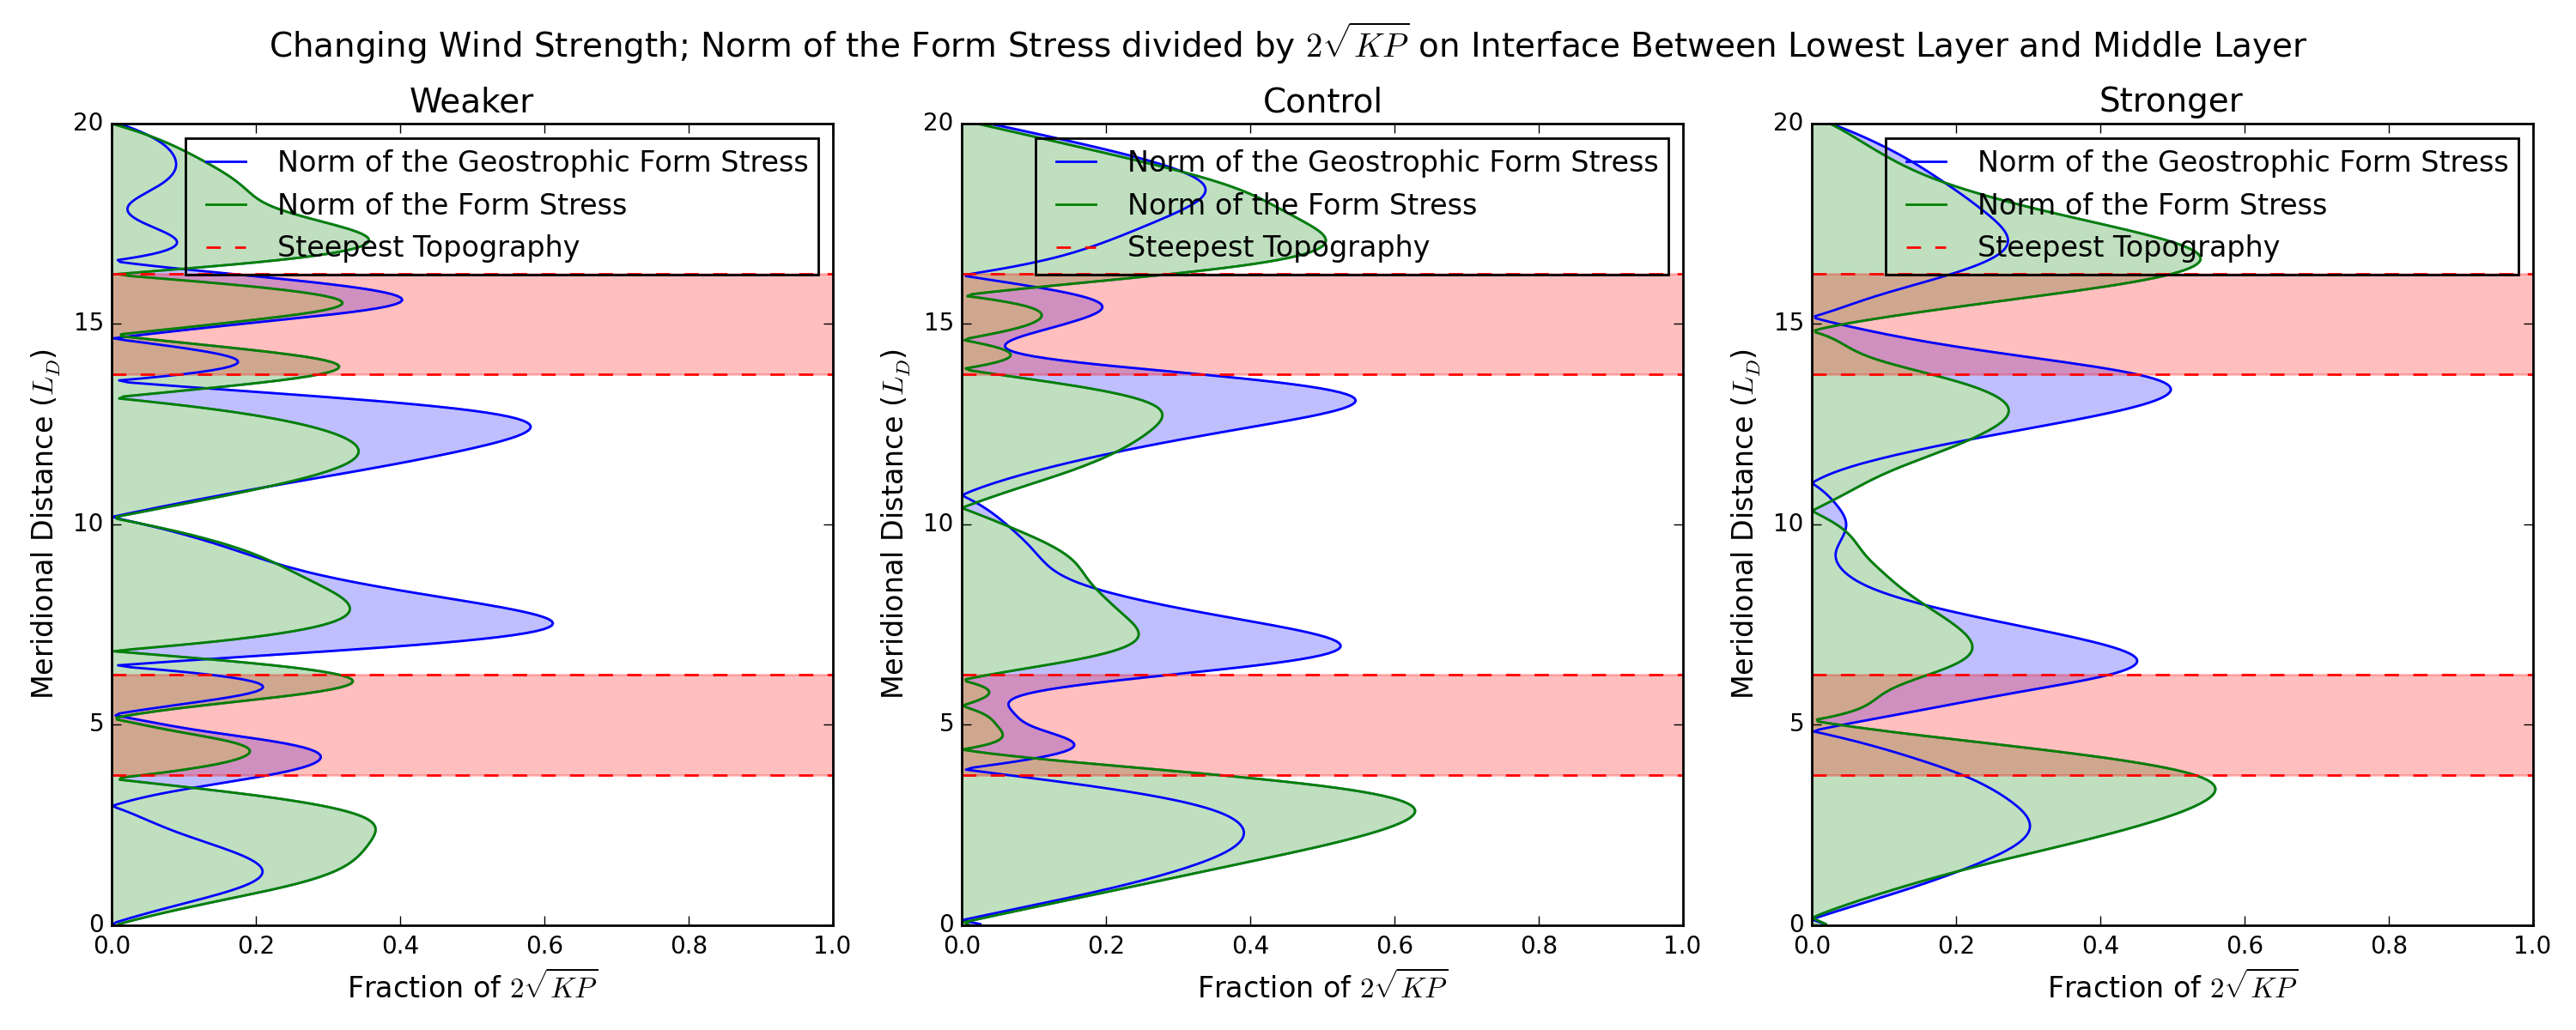 Changing Wind Strength; Norm of the Form Stress divided by 2√KP on Interface Between Lowest Layer and Middle Layer
Weaker
20
15
10
5
0
Meridional Distance (L_D)
Norm of the Geostrophic Form Stress
Norm of the Form Stress
Steepest Topography
0.0 0.2 0.4 0.6 0.8 1.0
Fraction of 2√KP
Control
20
15
10
5
0
Meridional Distance (L_D)
Norm of the Geostrophic Form Stress
Norm of the Form Stress
Steepest Topography
0.0 0.2 0.4 0.6 0.8 1.0
Fraction of 2√KP
Stronger
20
15
10
5
0
Meridional Distance (L_D)
Norm of the Geostrophic Form Stress
Norm of the Form Stress
Steepest Topography
0.0 0.2 0.4 0.6 0.8 1.0
Fraction of 2√KP